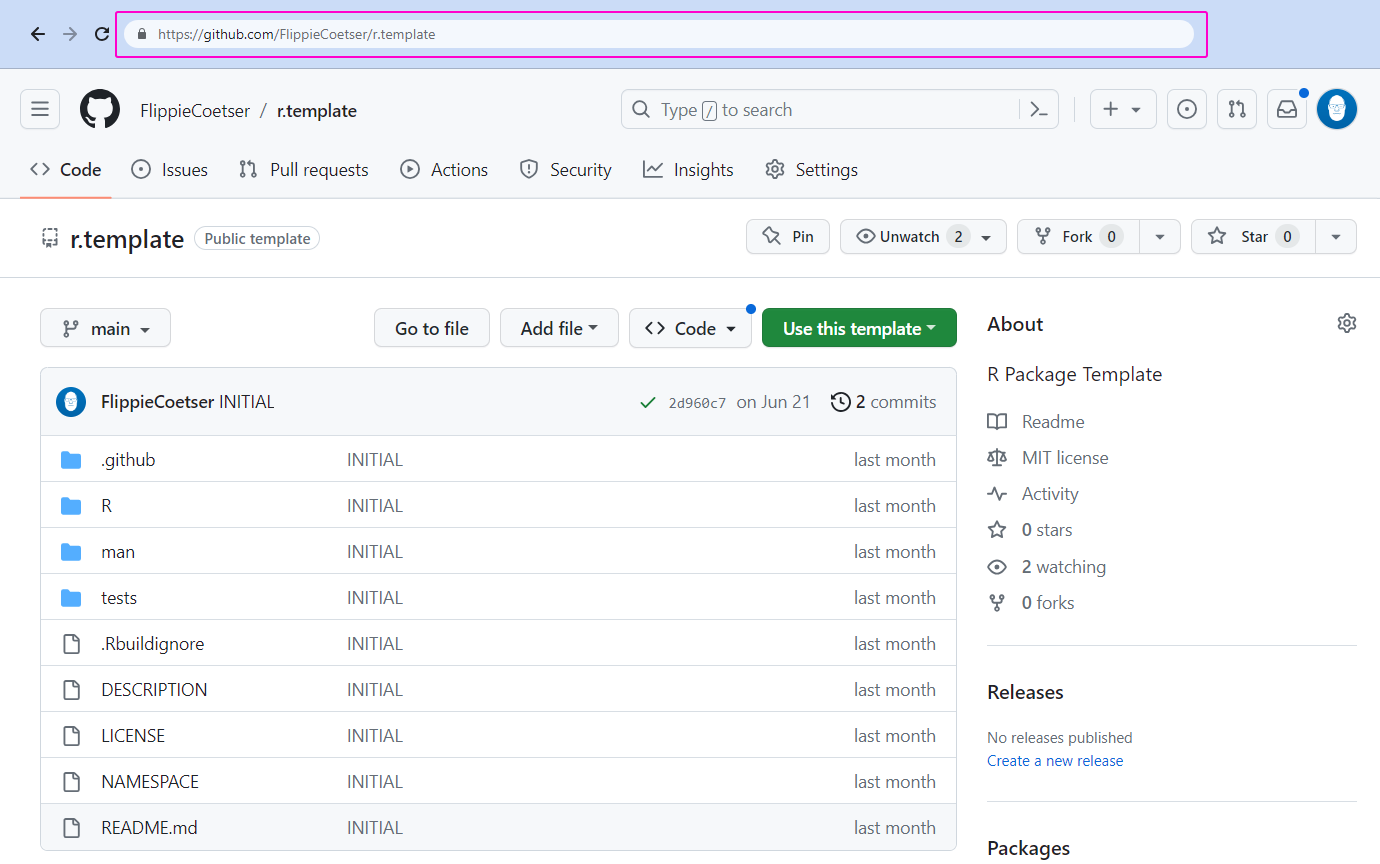 https://github.com/FlippieCoetser/r.template
FlippieCoetser / r.template
Type / to search
Code Issues Pull requests Actions Security Insights Settings
r.template Public template
Pin Unwatch 2 Fork 0 Star 0
main Go to file Add file Code Use this template
FlippieCoetser INITIAL 2d960c7 on Jun 21 2 commits
.github INITIAL last month
R INITIAL last month
man INITIAL last month
tests INITIAL last month
.Rbuildignore INITIAL last month
DESCRIPTION INITIAL last month
LICENSE INITIAL last month
NAMESPACE INITIAL last month
README.md INITIAL last month
About
R Package Template
Readme
MIT license
Activity
0 stars
2 watching
0 forks
Releases
No releases published
Create a new release
Packages